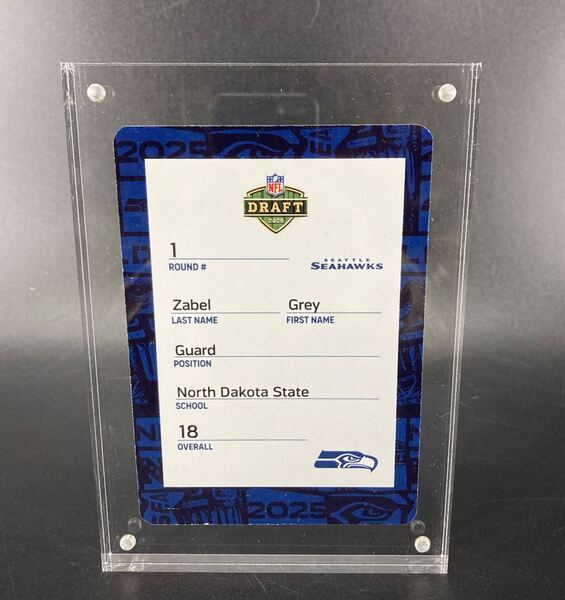 2025
NFL
DRAFT
2025
1
ROUND #
SEATTLE
SEAHAWKS
Zabel
LAST NAME
Grey
FIRST NAME
Guard
POSITION
North Dakota State
SCHOOL
18
OVERALL
2025